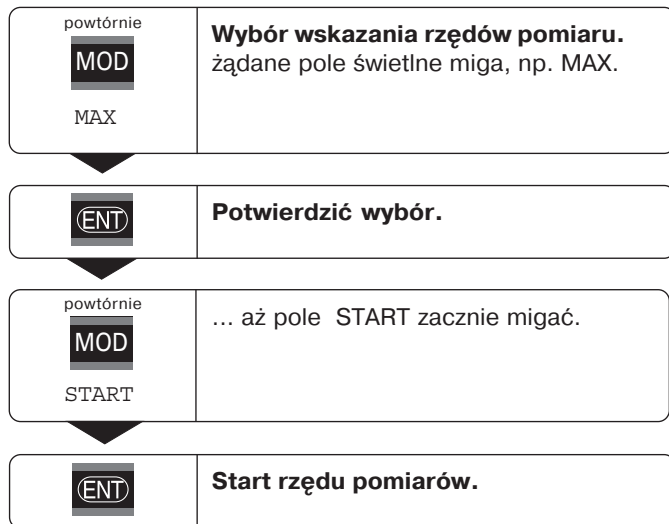 powtórnie
MOD
MAX
Wybór wskazania rzędów pomiaru.
żądane pole świetlne miga, np. MAX.
ENT
Potwierdzić wybór.
powtórnie
MOD
START
... aż pole START zacznie migać.
ENT
Start rzędu pomiarów.